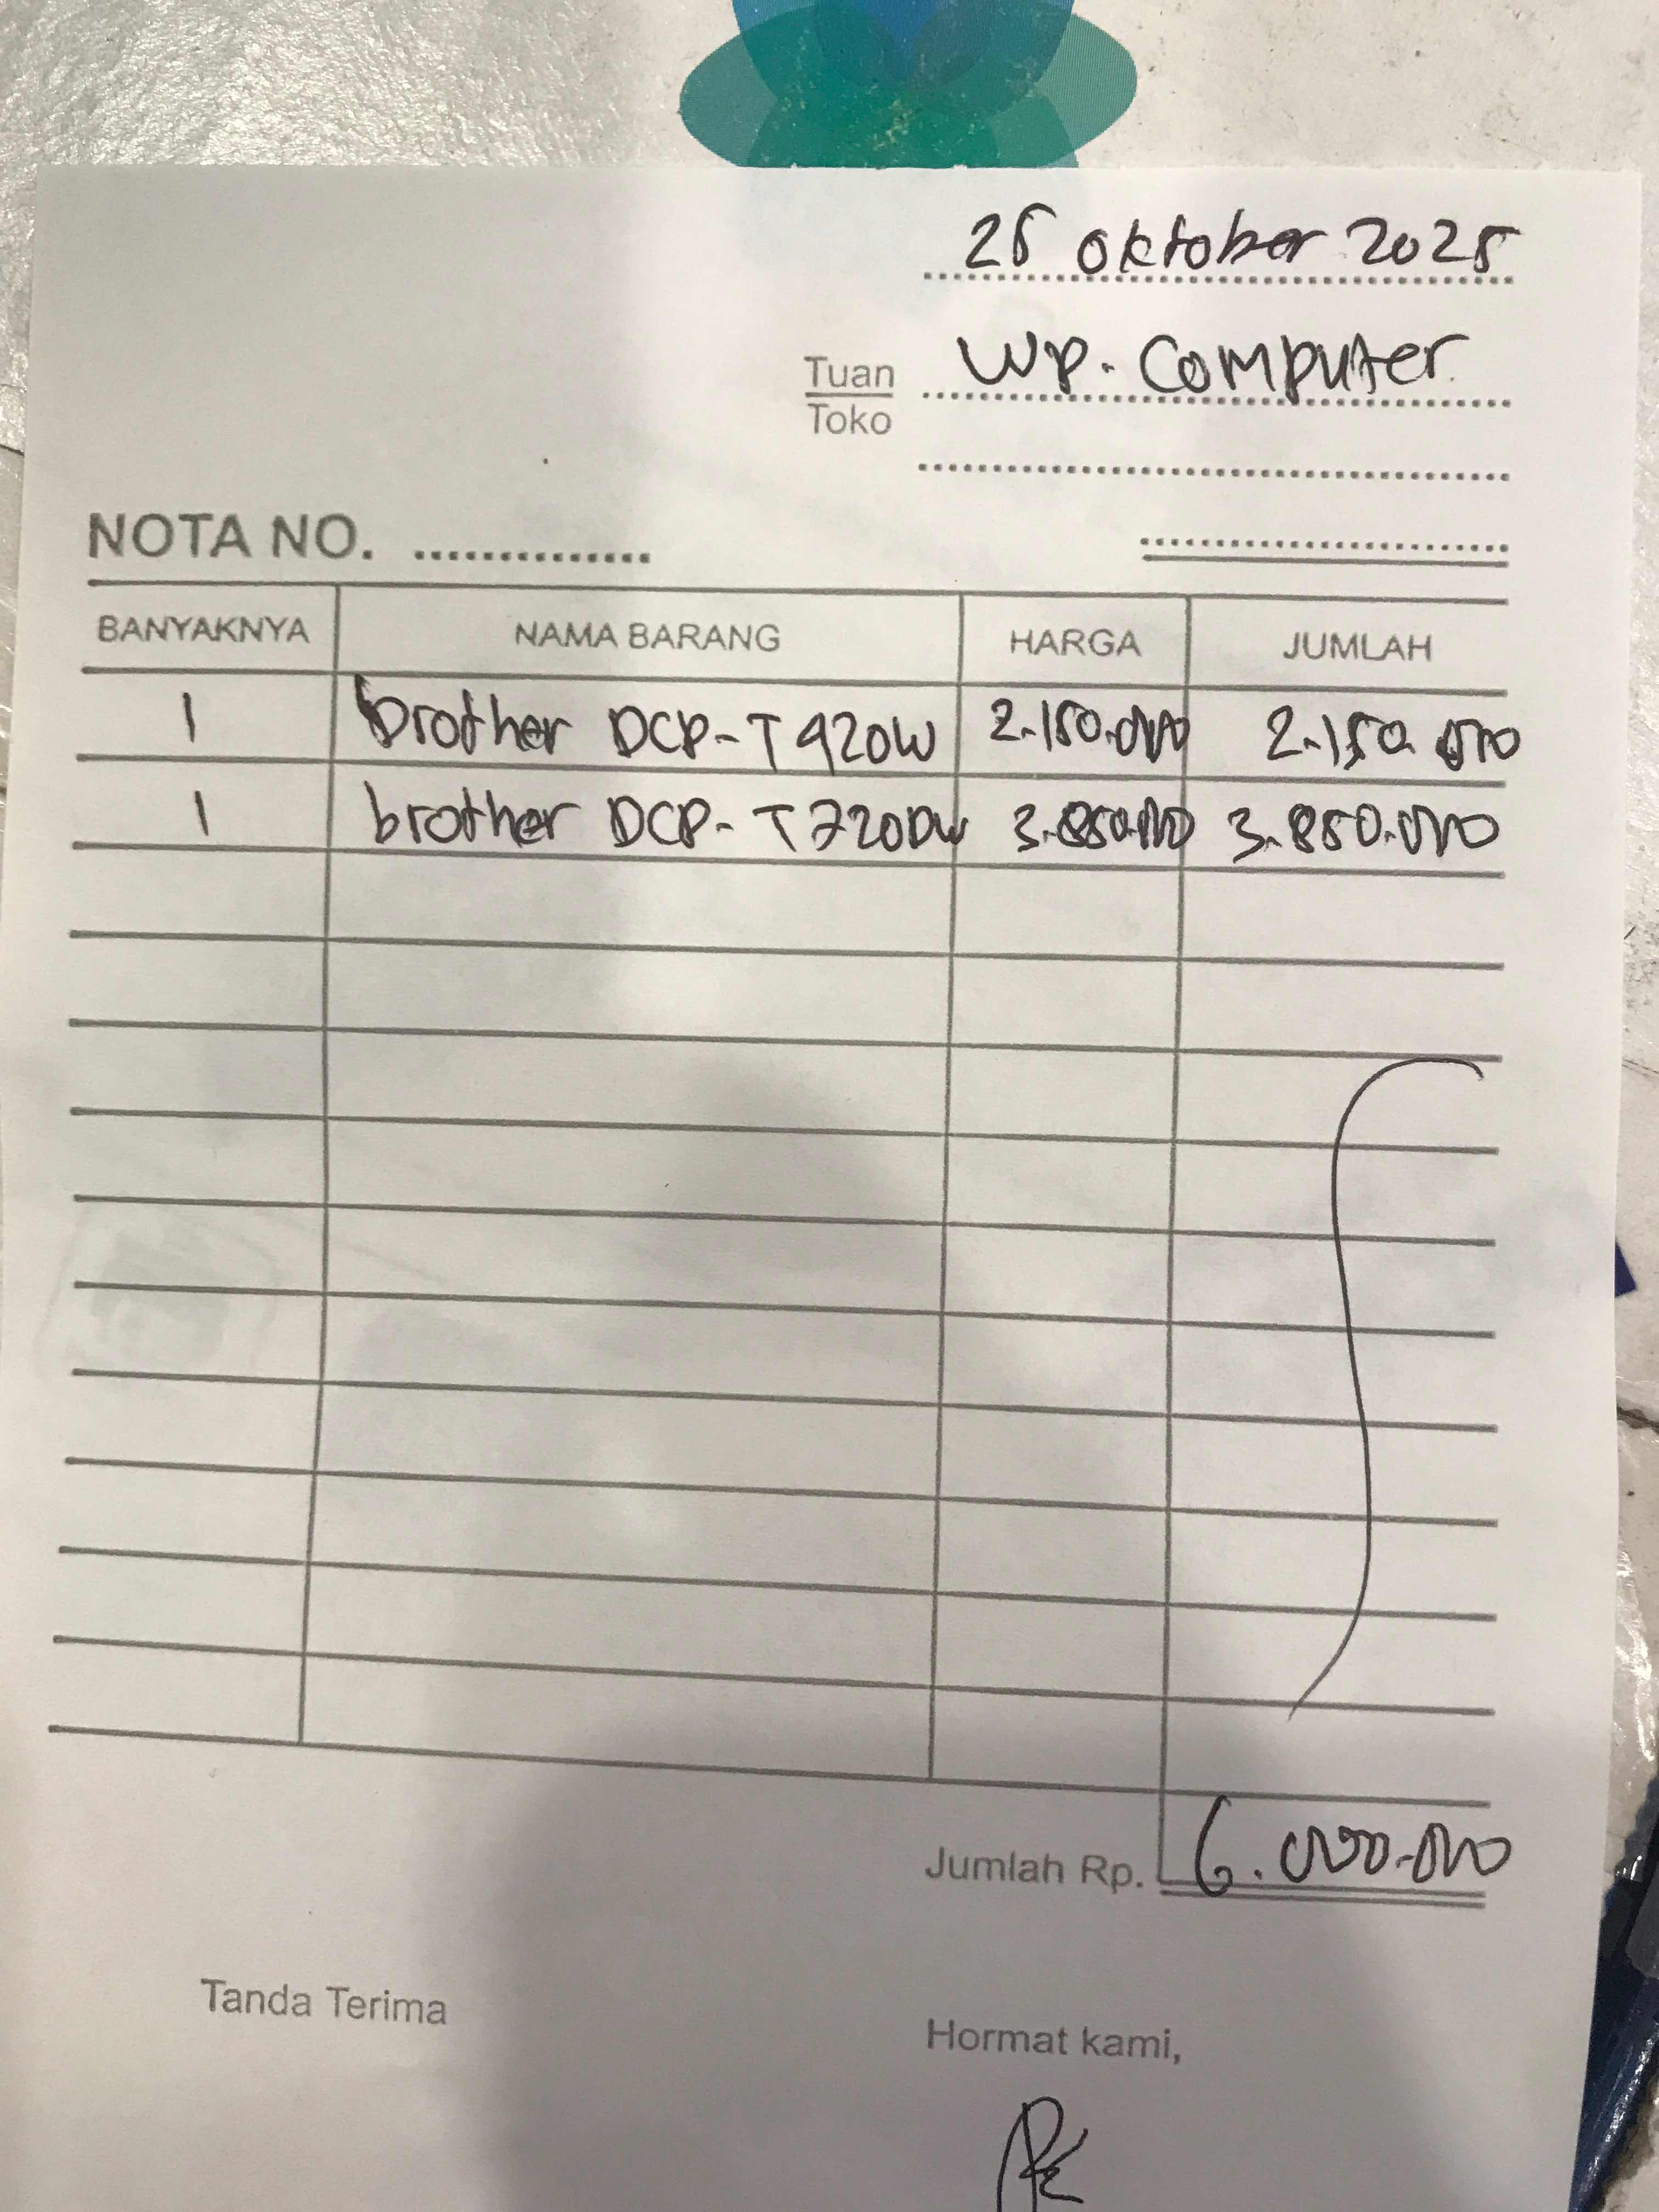 25 Oktober 2025
Tuan Wp. Computer
Toko
NOTA NO. ..............
BANYAKNYA NAMA BARANG HARGA JUMLAH
1 brother DCP-T420W 2.150.000 2.150.000
1 brother DCP-T720DW 3.850.000 3.850.000
Jumlah Rp. 6.000.000
Tanda Terima
Hormat kami,